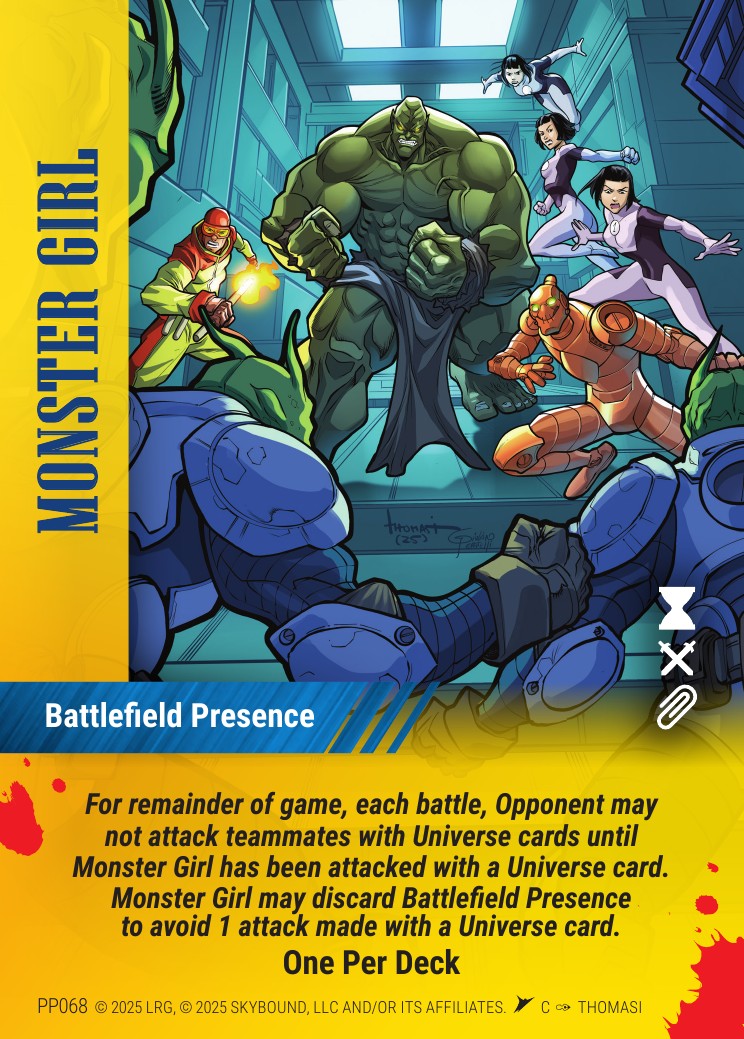 MONSTER GIRL
THOMASI
(25)
Battlefield Presence
For remainder of game, each battle, Opponent may
not attack teammates with Universe cards until
Monster Girl has been attacked with a Universe card.
Monster Girl may discard Battlefield Presence
to avoid 1 attack made with a Universe card.
One Per Deck
PP068 © 2025 LRG, © 2025 SKYBOUND, LLC AND/OR ITS AFFILIATES. C THOMASI